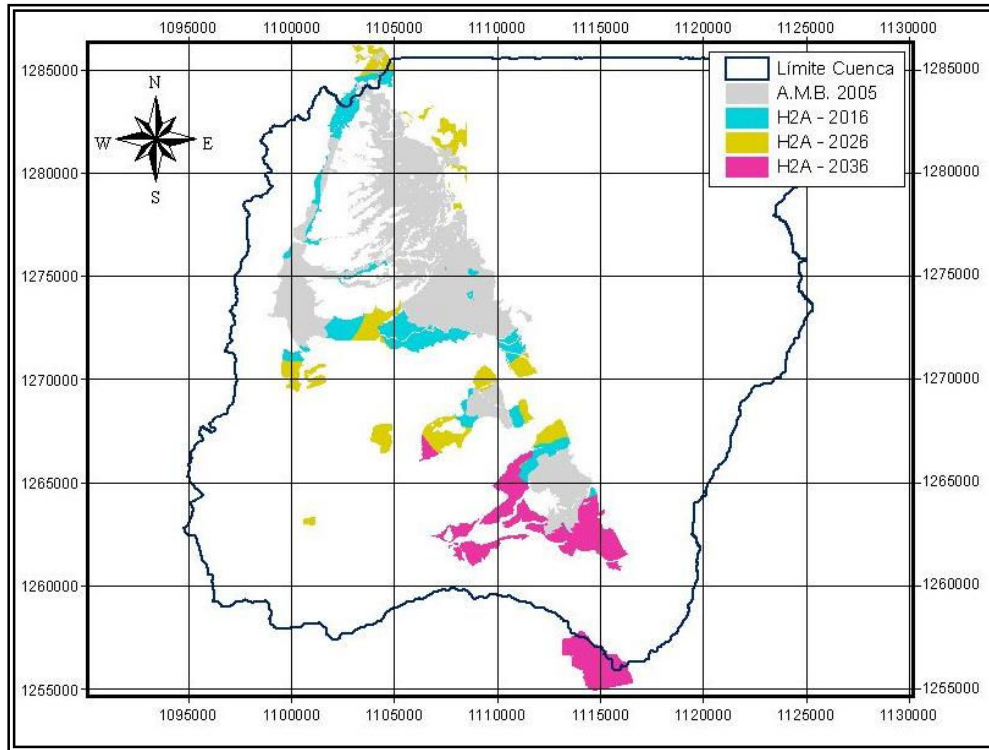 1095000 1100000 1105000 1110000 1115000 1120000 1125000 1130000
1285000 1285000
Límite Cuenca
A.M.B. 2005
H2A - 2016
H2A - 2026
H2A - 2036
N
W E
S
1280000 1280000
1275000 1275000
1270000 1270000
1265000 1265000
1260000 1260000
1255000 1255000
1095000 1100000 1105000 1110000 1115000 1120000 1125000 1130000